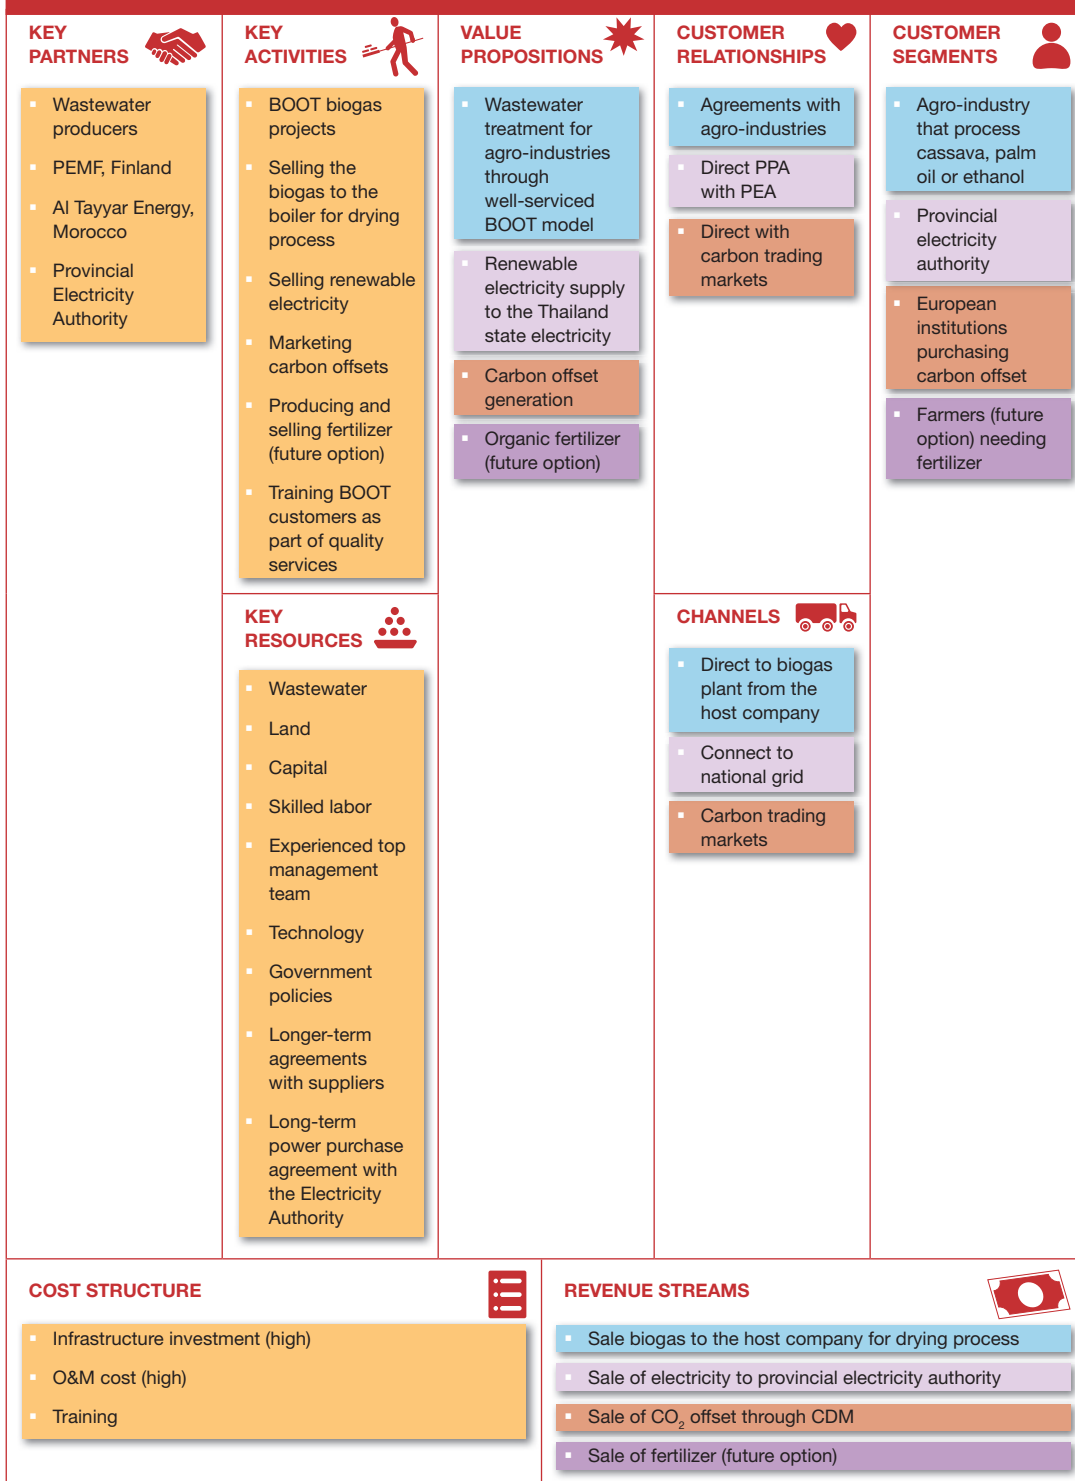 KEY
PARTNERS
Wastewater
producers
PEMF, Finland
Al Tayyar Energy,
Morocco
Provincial
Electricity
Authority
KEY
ACTIVITIES
BOOT biogas
projects
Selling the
biogas to the
boiler for drying
process
Selling renewable
electricity
Marketing
carbon offsets
Producing and
selling fertilizer
(future option)
Training BOOT
customers as
part of quality
services
KEY
RESOURCES
Wastewater
Land
Capital
Skilled labor
Experienced top
management
team
Technology
Government
policies
Longer-term
agreements
with suppliers
Long-term
power purchase
agreement with
the Electricity
Authority
VALUE
PROPOSITIONS
Wastewater
treatment for
agro-industries
through
well-serviced
BOOT model
Renewable
electricity supply
to the Thailand
state electricity
Carbon offset
generation
Organic fertilizer
(future option)
CUSTOMER
RELATIONSHIPS
Agreements with
agro-industries
Direct PPA
with PEA
Direct with
carbon trading
markets
CHANNELS
Direct to biogas
plant from the
host company
Connect to
national grid
Carbon trading
markets
CUSTOMER
SEGMENTS
Agro-industry
that process
cassava, palm
oil or ethanol
Provincial
electricity
authority
European
institutions
purchasing
carbon offset
Farmers (future
option) needing
fertilizer
COST STRUCTURE
Infrastructure investment (high)
O&M cost (high)
Training
REVENUE STREAMS
Sale biogas to the host company for drying process
Sale of electricity to provincial electricity authority
Sale of CO₂ offset through CDM
Sale of fertilizer (future option)